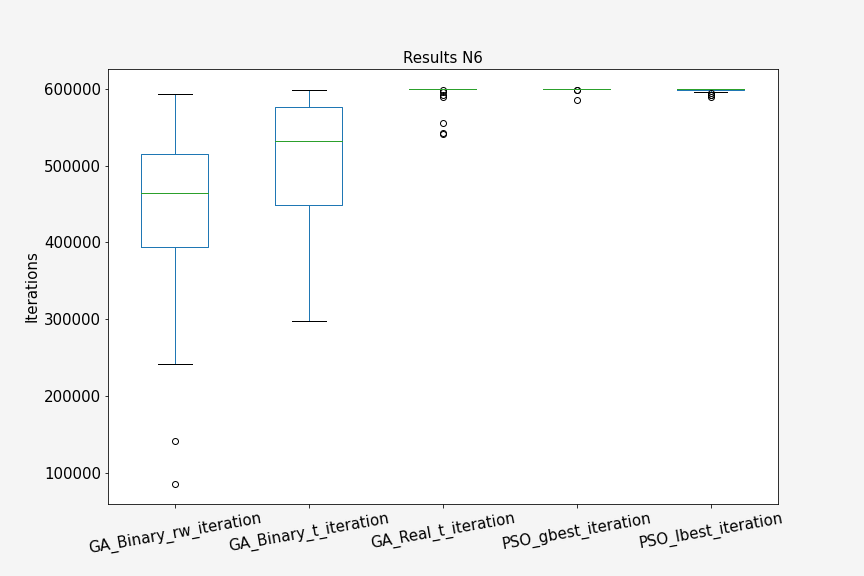 Results N6
600000
500000
400000
300000
200000
100000
Iterations
GA_Binary_rw_iteration
GA_Binary_t_iteration
GA_Real_t_iteration
PSO_gbest_iteration
PSO_lbest_iteration